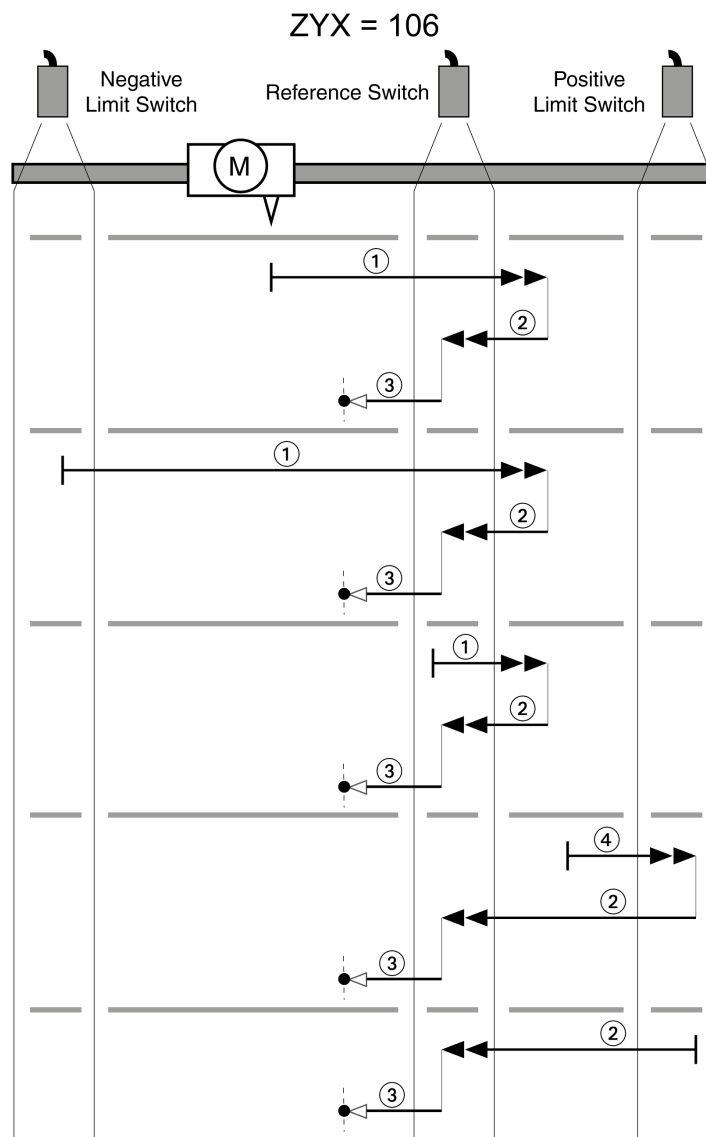 ZYX = 106
Negative
Limit Switch
Reference Switch
Positive
Limit Switch
M
1
2
3
1
2
3
1
2
3
4
2
3
2
3